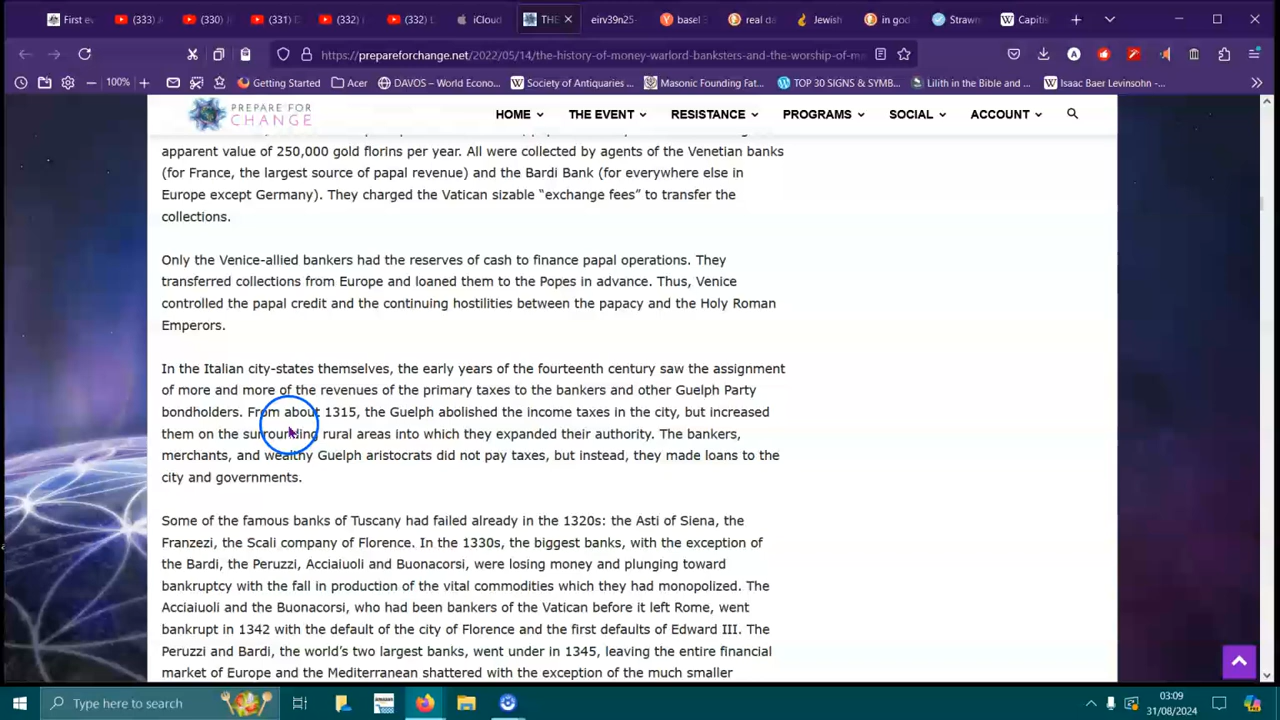 First ev
(333) J
(330) J
(331) D
(332) I
(332) L
iCloud
THE
eirv39n25-
basel 3
real da
Jewish
in god
Strawn
Capitis
https://prepareforchange.net/2022/05/14/the-history-of-money-warlord-banksters-and-the-worship-of-m
100%
Getting Started
Acer
DAVOS – World Econo...
Society of Antiquaries ...
Masonic Founding Fat...
TOP 30 SIGNS & SYMB...
Lilith in the Bible and ...
Isaac Baer Levinsohn ...
PREPARE FOR
CHANGE
HOME
THE EVENT
RESISTANCE
PROGRAMS
SOCIAL
ACCOUNT
apparent value of 250,000 gold florins per year. All were collected by agents of the Venetian banks
(for France, the largest source of papal revenue) and the Bardi Bank (for everywhere else in
Europe except Germany). They charged the Vatican sizable “exchange fees” to transfer the
collections.
Only the Venice-allied bankers had the reserves of cash to finance papal operations. They
transferred collections from Europe and loaned them to the Popes in advance. Thus, Venice
controlled the papal credit and the continuing hostilities between the papacy and the Holy Roman
Emperors.
In the Italian city-states themselves, the early years of the fourteenth century saw the assignment
of more and more of the revenues of the primary taxes to the bankers and other Guelph Party
bondholders. From about 1315, the Guelph abolished the income taxes in the city, but increased
them on the surrounding rural areas into which they expanded their authority. The bankers,
merchants, and wealthy Guelph aristocrats did not pay taxes, but instead, they made loans to the
city and governments.
Some of the famous banks of Tuscany had failed already in the 1320s: the Asti of Siena, the
Franzezi, the Scali company of Florence. In the 1330s, the biggest banks, with the exception of
the Bardi, the Peruzzi, Acciaiuoli and Buonacorsi, were losing money and plunging toward
bankruptcy with the fall in production of the vital commodities which they had monopolized. The
Acciaiuoli and the Buonacorsi, who had been bankers of the Vatican before it left Rome, went
bankrupt in 1342 with the default of the city of Florence and the first defaults of Edward III. The
Peruzzi and Bardi, the world’s two largest banks, went under in 1345, leaving the entire financial
market of Europe and the Mediterranean shattered with the exception of the much smaller
Type here to search
03:09
31/08/2024